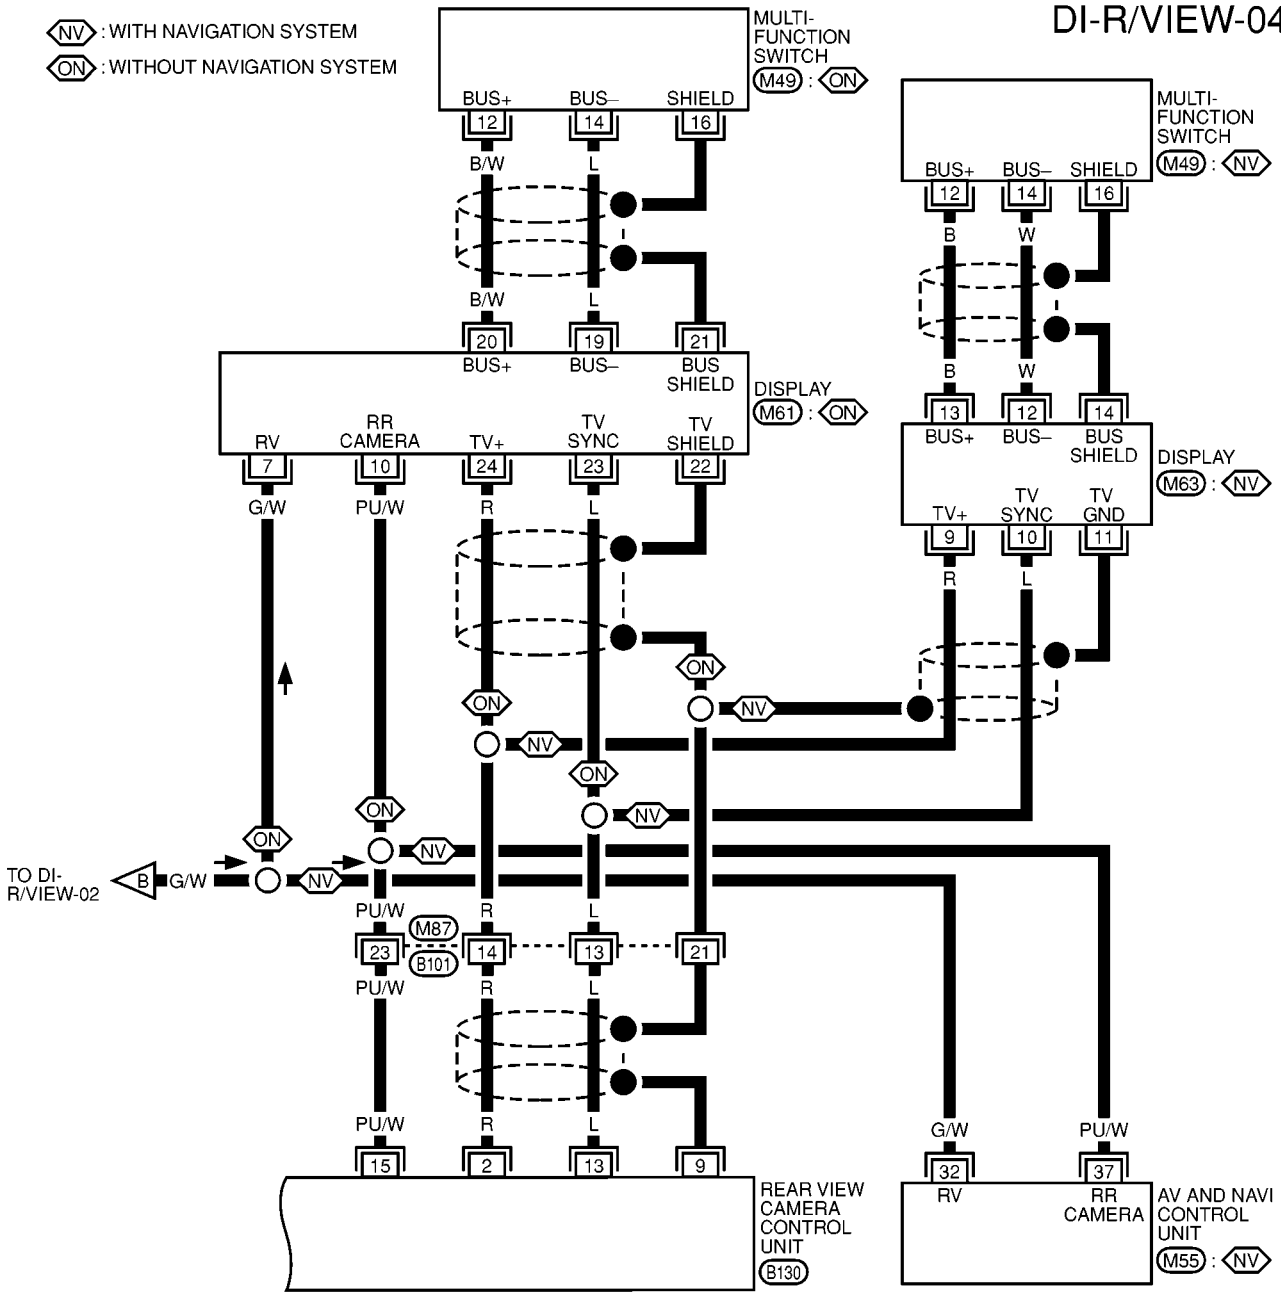 DI-R/VIEW-04
NV : WITH NAVIGATION SYSTEM
ON : WITHOUT NAVIGATION SYSTEM
MULTI-
FUNCTION
SWITCH
M49 : ON
BUS+ BUS– SHIELD
12 14 16
B/W L
B/W L
20 19 21
BUS+ BUS– BUS
SHIELD
DISPLAY
M61 : ON
RV RR
CAMERA TV+ TV
SYNC TV
SHIELD
7 10 24 23 22
G/W PU/W R L
MULTI-
FUNCTION
SWITCH
M49 : NV
BUS+ BUS– SHIELD
12 14 16
B W
B W
13 12 14
BUS+ BUS– BUS
SHIELD
DISPLAY
M63 : NV
TV+ TV
SYNC TV
GND
9 10 11
R L
ON
ON NV
NV
ON
ON NV
ON NV
TO DI-
R/VIEW-02 B G/W NV
PU/W M87 R L
23 14 13 21
B101
PU/W R L
PU/W R L
15 2 13 9
REAR VIEW
CAMERA
CONTROL
UNIT
B130
G/W PU/W
32 37
RV RR
CAMERA
AV AND NAVI
CONTROL
UNIT
M55 : NV